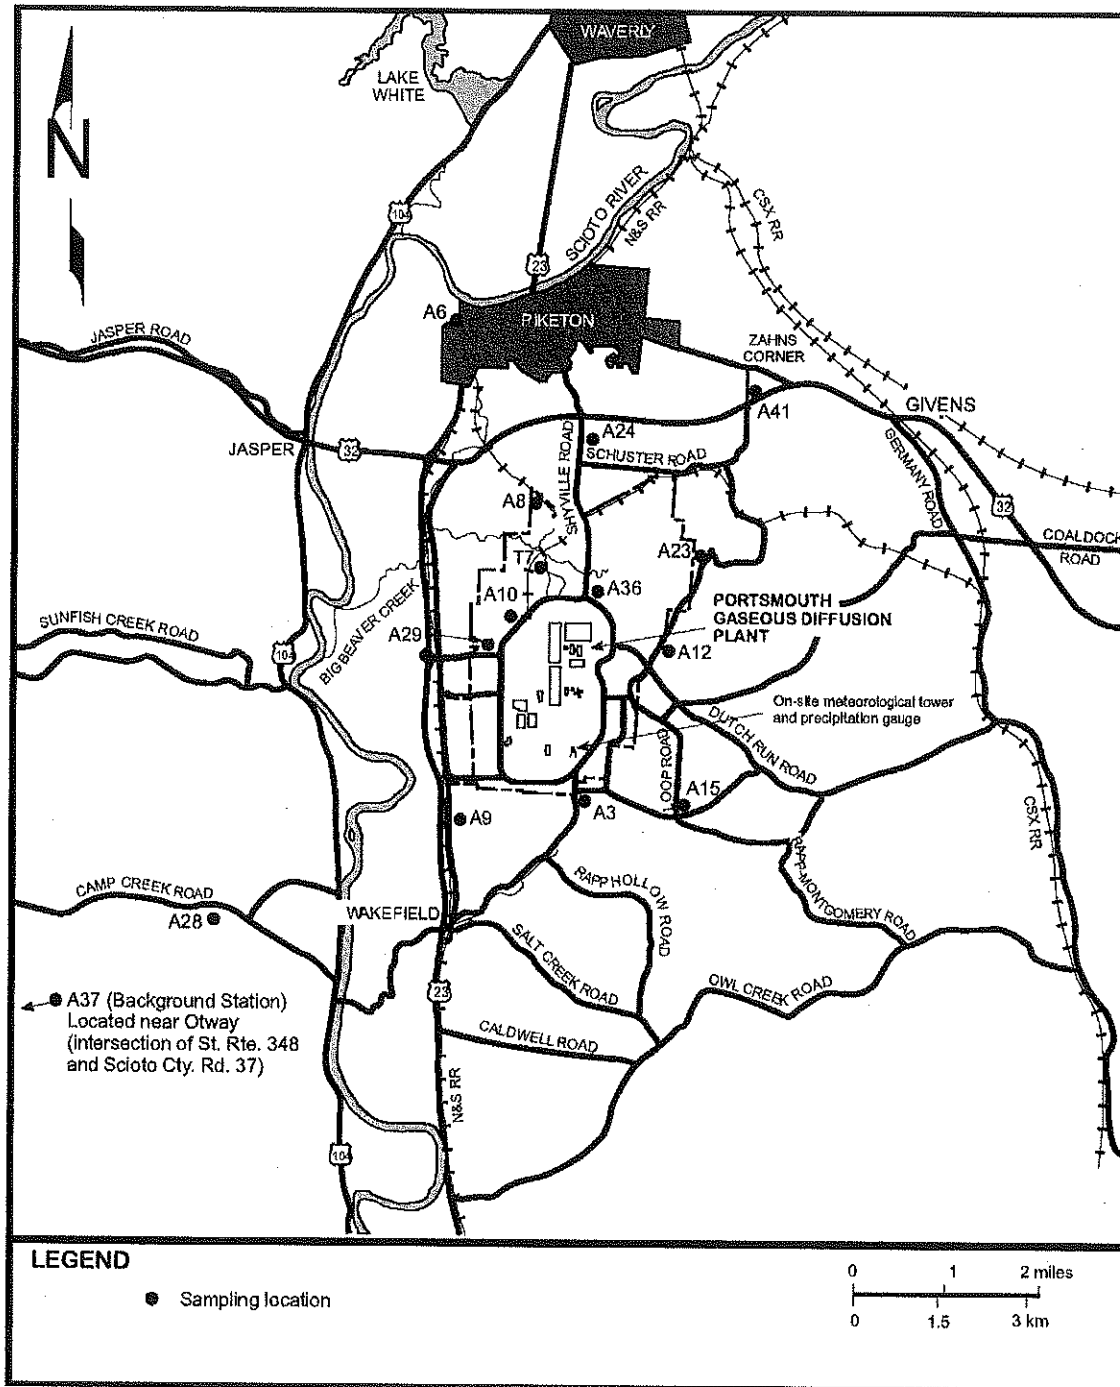 WAVERLY
LAKE
WHITE
N
104
SCIOTO RIVER
N&S RR
CSX RR
23
A6
PIKETON
JASPER ROAD
ZAHNS
CORNER
A41
GIVENS
A24
JASPER
32
SHYVILLE ROAD
SCHUSTER ROAD
GERMANY ROAD
32
A8
COALDOCK
ROAD
T7
A23
A10
A36
BIG BEAVER CREEK
PORTSMOUTH
GASEOUS DIFFUSION
PLANT
SUNFISH CREEK ROAD
A29
104
A12
On-site meteorological tower
and precipitation gauge
LOOP ROAD
DUTCH RUN ROAD
A15
A3
A9
CSX RR
RAPP HOLLOW ROAD
RAPP-MONTGOMERY ROAD
CAMP CREEK ROAD
A28
WAKEFIELD
SALT CREEK ROAD
OWL CREEK ROAD
23
A37 (Background Station)
Located near Otway
(intersection of St. Rte. 348
and Scioto Cty. Rd. 37)
CALDWELL ROAD
N&S RR
104
LEGEND
Sampling location
0 1 2 miles
0 1.5 3 km